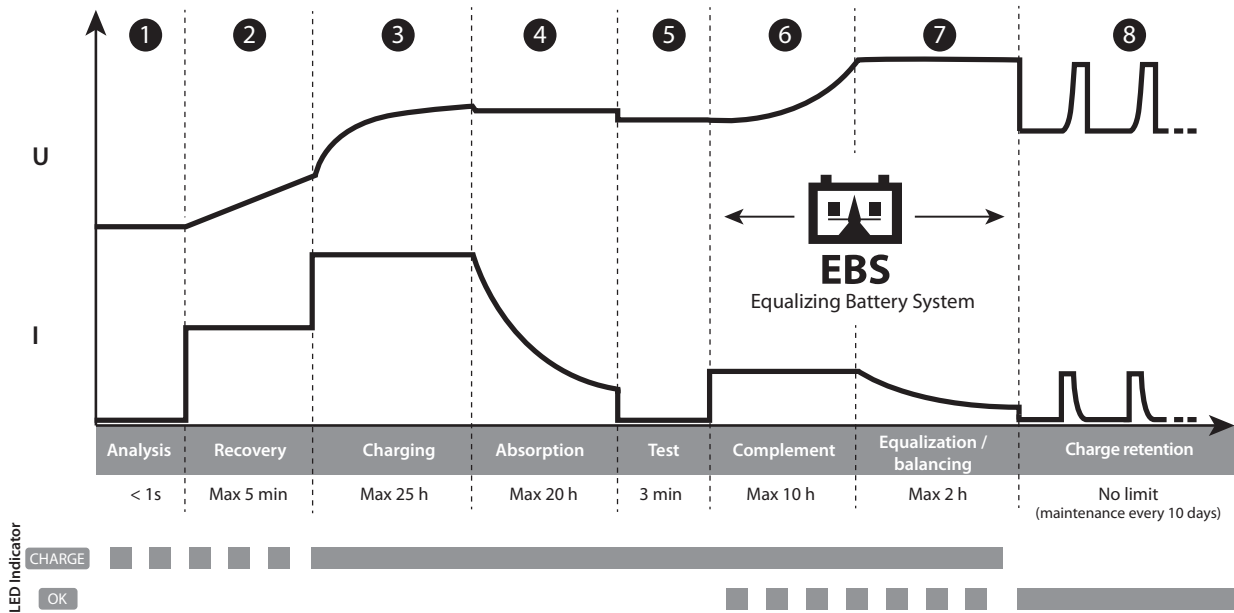 1 2 3 4 5 6 7 8
U
I
EBS
Equalizing Battery System
Analysis Recovery Charging Absorption Test Complement Equalization / balancing Charge retention
< 1s Max 5 min Max 25 h Max 20 h 3 min Max 10 h Max 2 h No limit
(maintenance every 10 days)
LED Indicator
CHARGE
OK